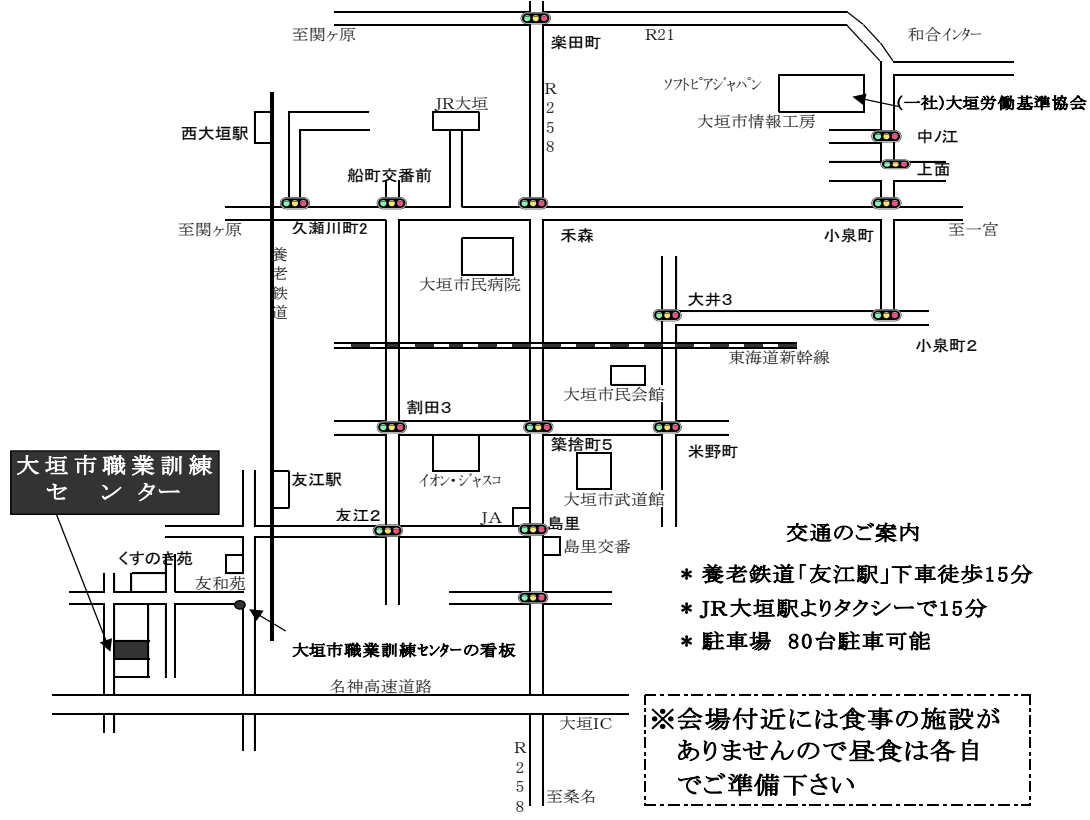 至関ヶ原
楽田町
R21
和合インター
R258
ソフトピアジャパン
(一社)大垣労働基準協会
大垣市情報工房
JR大垣
西大垣駅
中ノ江
上面
船町交番前
至関ヶ原
久瀬川町2
禾森
小泉町
至一宮
養老鉄道
大垣市民病院
大井3
小泉町2
東海道新幹線
大垣市民会館
割田3
築捨町5
米野町
大垣市職業訓練
センター
友江駅
イオン・ジャスコ
大垣市武道館
友江2
JA
島里
島里交番
くすのき苑
友和苑
大垣市職業訓練センターの看板
交通のご案内
* 養老鉄道「友江駅」下車徒歩15分
* JR大垣駅よりタクシーで15分
* 駐車場 80台駐車可能
名神高速道路
大垣IC
R258
至桑名
※会場付近には食事の施設が
ありませんので昼食は各自
でご準備下さい